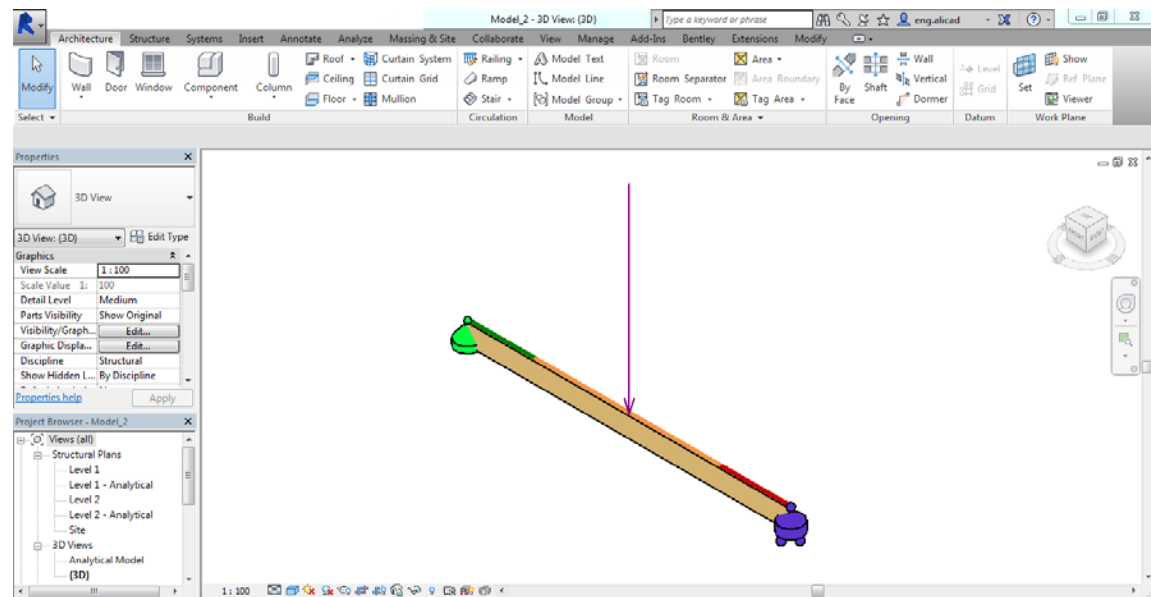 Model_2 - 3D View: {3D}
Type a keyword or phrase
eng.alicad
Architecture Structure Systems Insert Annotate Analyze Massing & Site Collaborate View Manage Add-Ins Bentley Extensions Modify
Modify
Wall
Door
Window
Component
Column
Roof
Ceiling
Floor
Curtain System
Curtain Grid
Mullion
Railing
Ramp
Stair
Model Text
Model Line
Model Group
Room
Room Separator
Tag Room
Area
Area Boundary
Tag Area
By Face
Shaft
Wall
Vertical
Dormer
Level
Grid
Set
Show
Ref Plane
Viewer
Select
Build
Circulation
Model
Room & Area
Opening
Datum
Work Plane
Properties
3D View
3D View: {3D}
Edit Type
Graphics
View Scale 1 : 100
Scale Value 1: 100
Detail Level Medium
Parts Visibility Show Original
Visibility/Graph... Edit...
Graphic Displa... Edit...
Discipline Structural
Show Hidden L... By Discipline
Properties help
Apply
Project Browser - Model_2
Views (all)
Structural Plans
Level 1
Level 1 - Analytical
Level 2
Level 2 - Analytical
Site
3D Views
Analytical Model
{3D}
1 : 100